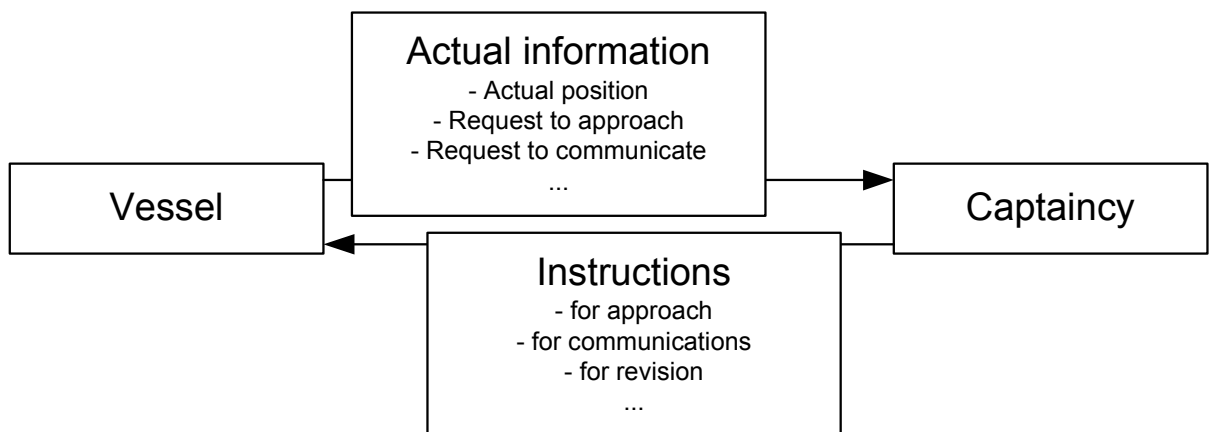 Actual information
- Actual position
- Request to approach
- Request to communicate
...
Vessel
Captaincy
Instructions
- for approach
- for communications
- for revision
...